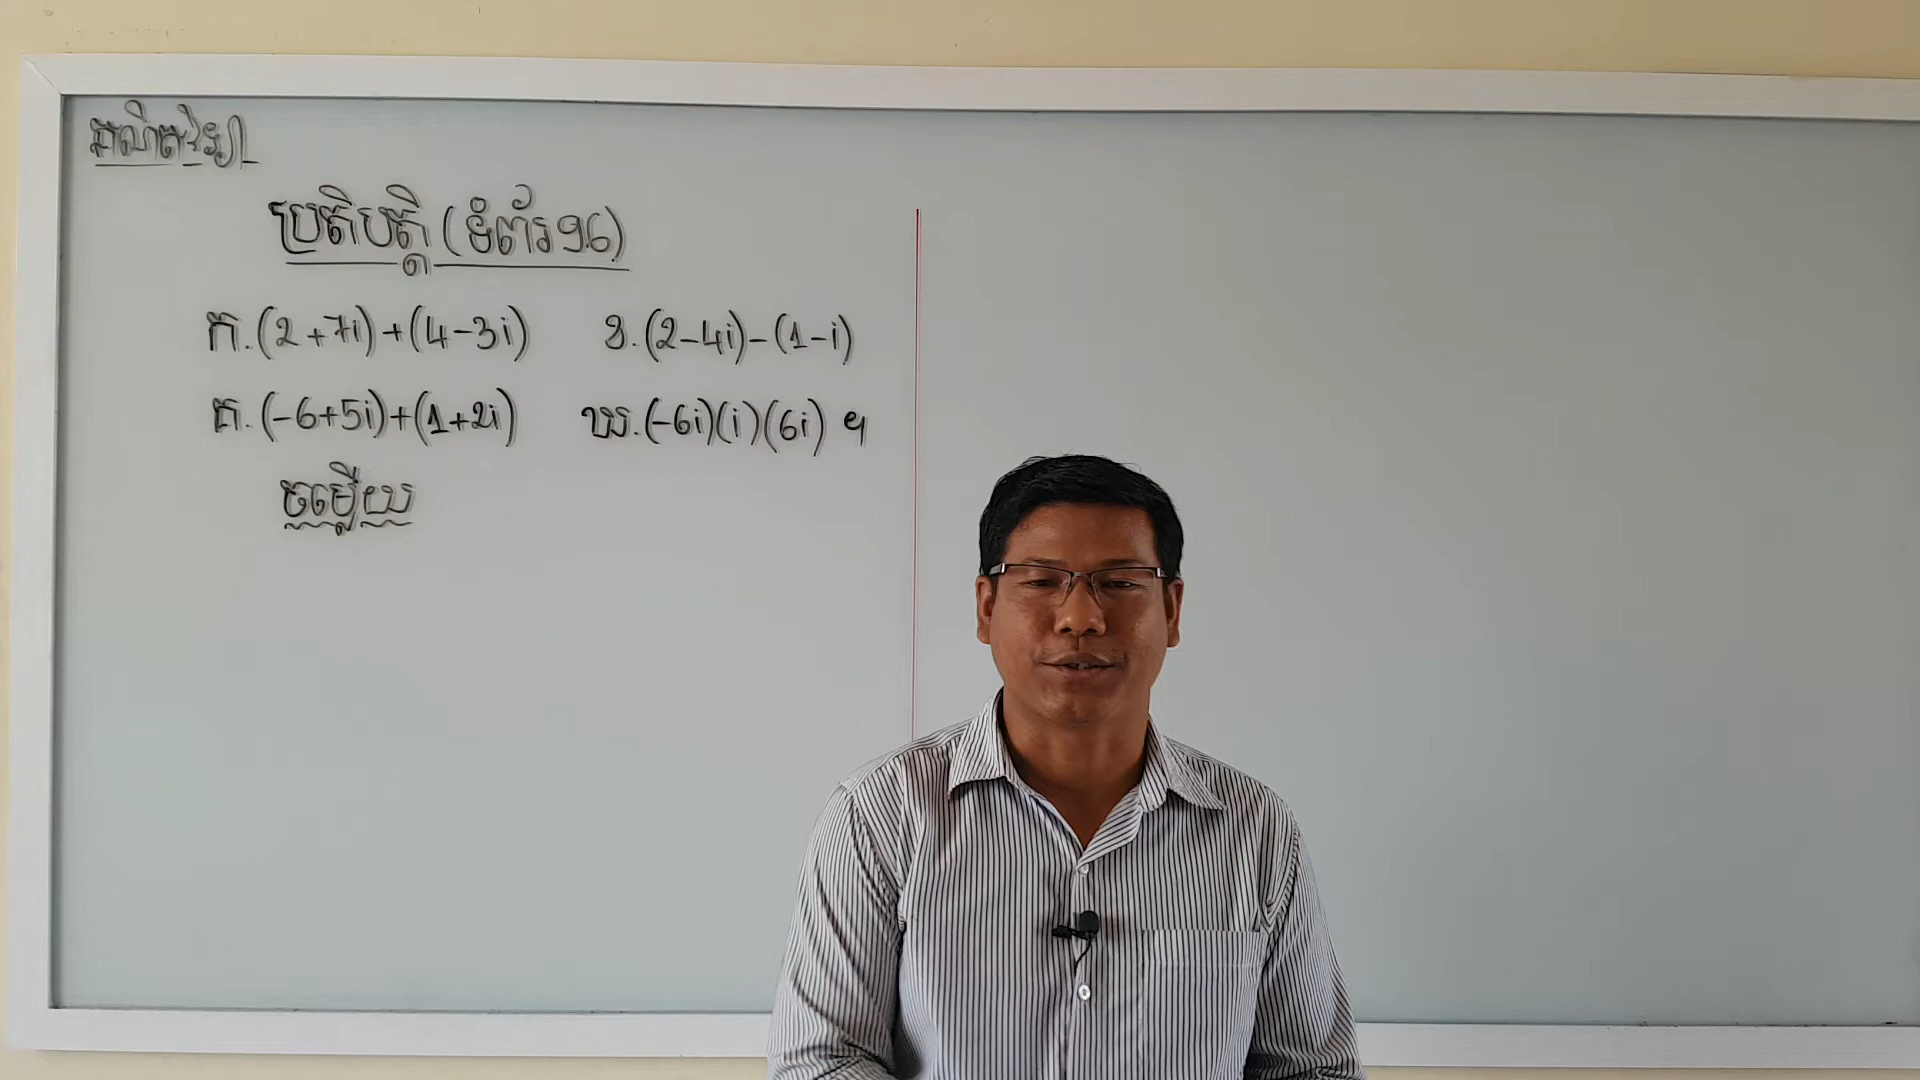 គណិតវិទ្យា
ប្រតិបត្តិ (ទំព័រ១៦)
ក. (2+7i)+(4-3i) ខ. (2-4i)-(1-i)
គ. (-6+5i)+(1+2i) ឃ. (-6i)(i)(6i) ។
ចម្លើយ